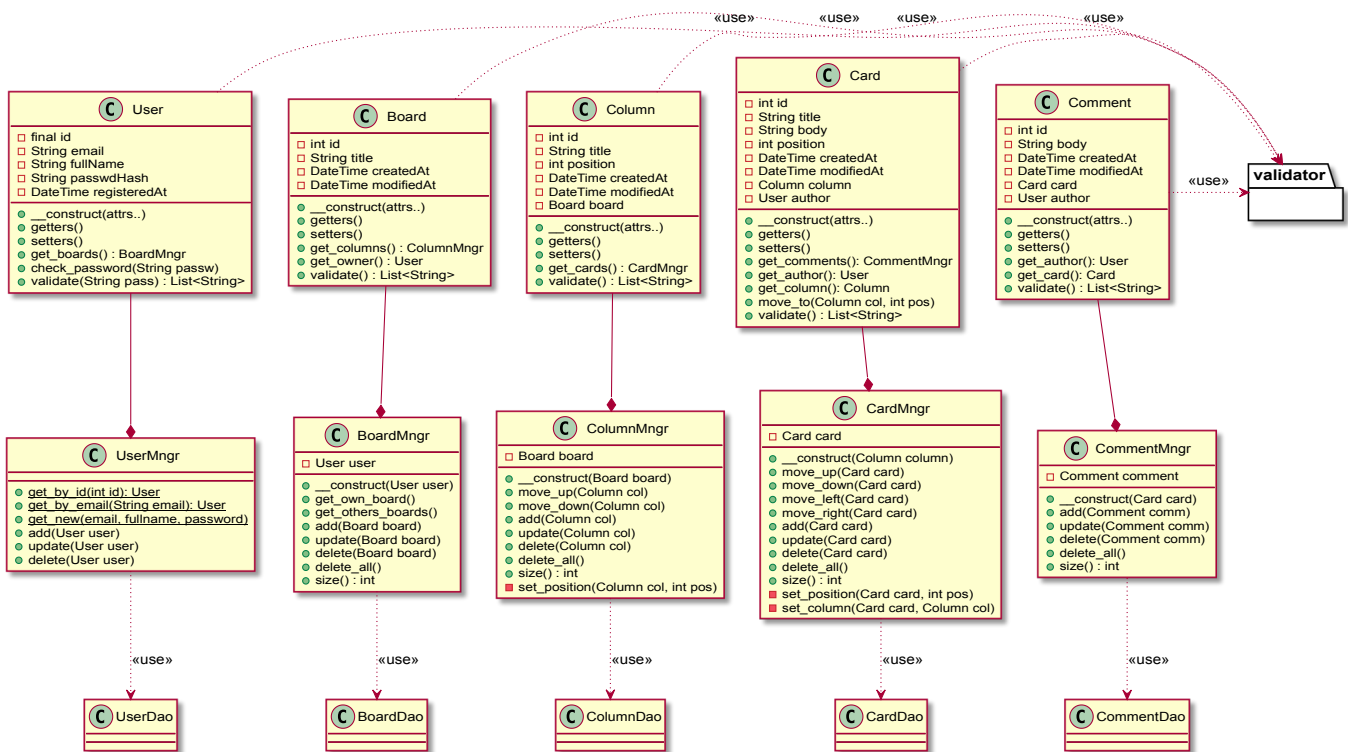 «use»
«use»
«use»
«use»
C User
final id
String email
String fullName
String passwdHash
DateTime registeredAt
__construct(attrs..)
getters()
setters()
get_boards() : BoardMngr
check_password(String passw)
validate(String pass) : List<String>
C Board
int id
String title
DateTime createdAt
DateTime modifiedAt
__construct(attrs..)
getters()
setters()
get_columns() : ColumnMngr
get_owner() : User
validate() : List<String>
C Column
int id
String title
int position
DateTime createdAt
DateTime modifiedAt
Board board
__construct(attrs..)
getters()
setters()
get_cards() : CardMngr
validate() : List<String>
C Card
int id
String title
String body
int position
DateTime createdAt
DateTime modifiedAt
Column column
User author
__construct(attrs..)
getters()
setters()
get_comments(): CommentMngr
get_author(): User
get_column(): Column
move_to(Column col, int pos)
validate() : List<String>
C Comment
int id
String body
DateTime createdAt
DateTime modifiedAt
Card card
User author
__construct(attrs..)
getters()
setters()
get_author(): User
get_card(): Card
validate() : List<String>
«use»
validator
C UserMngr
get_by_id(int id): User
get_by_email(String email): User
get_new(email, fullname, password)
add(User user)
update(User user)
delete(User user)
C BoardMngr
User user
__construct(User user)
get_own_board()
get_others_boards()
add(Board board)
update(Board board)
delete(Board board)
delete_all()
size() : int
C ColumnMngr
Board board
__construct(Board board)
move_up(Column col)
move_down(Column col)
add(Column col)
update(Column col)
delete(Column col)
delete_all()
size() : int
set_position(Column col, int pos)
C CardMngr
Card card
__construct(Column column)
move_up(Card card)
move_down(Card card)
move_left(Card card)
move_right(Card card)
add(Card card)
update(Card card)
delete(Card card)
delete_all()
size() : int
set_position(Card card, int pos)
set_column(Card card, Column col)
C CommentMngr
Comment comment
__construct(Card card)
add(Comment comm)
update(Comment comm)
delete(Comment comm)
delete_all()
size() : int
«use»
«use»
«use»
«use»
«use»
C UserDao
C BoardDao
C ColumnDao
C CardDao
C CommentDao